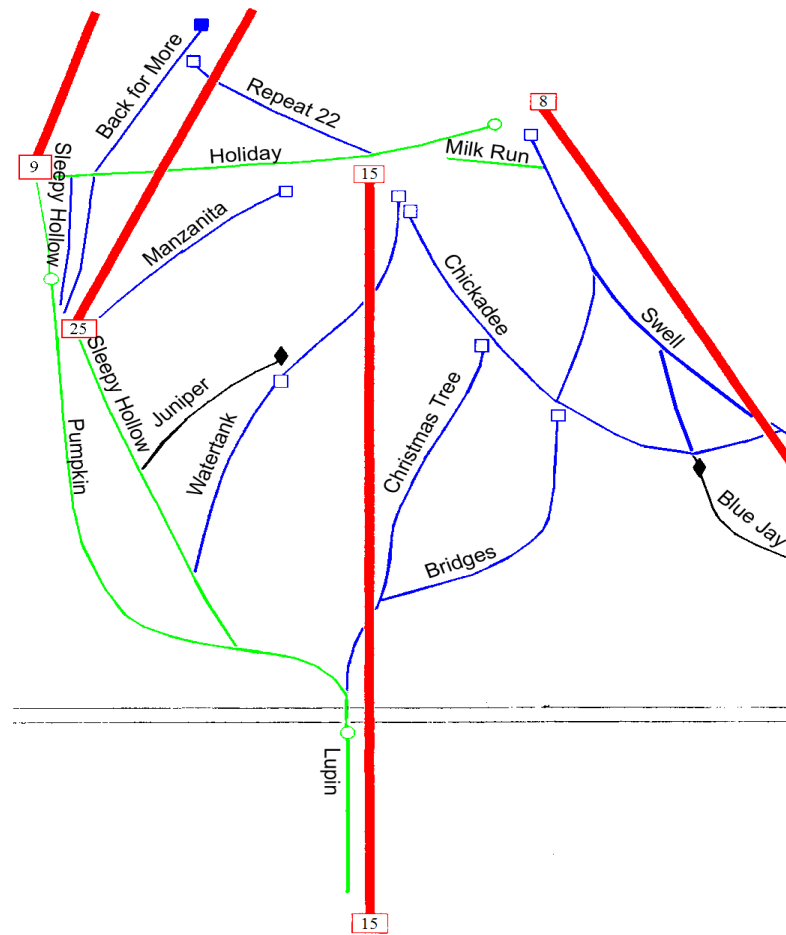 Back for More
Repeat 22
8
9
Sleepy Hollow
Holiday
Milk Run
15
Manzanita
Chickadee
25
Swell
Sleepy Hollow
Juniper
Pumpkin
Watertank
Christmas Tree
Blue Jay
Bridges
Lupin
15